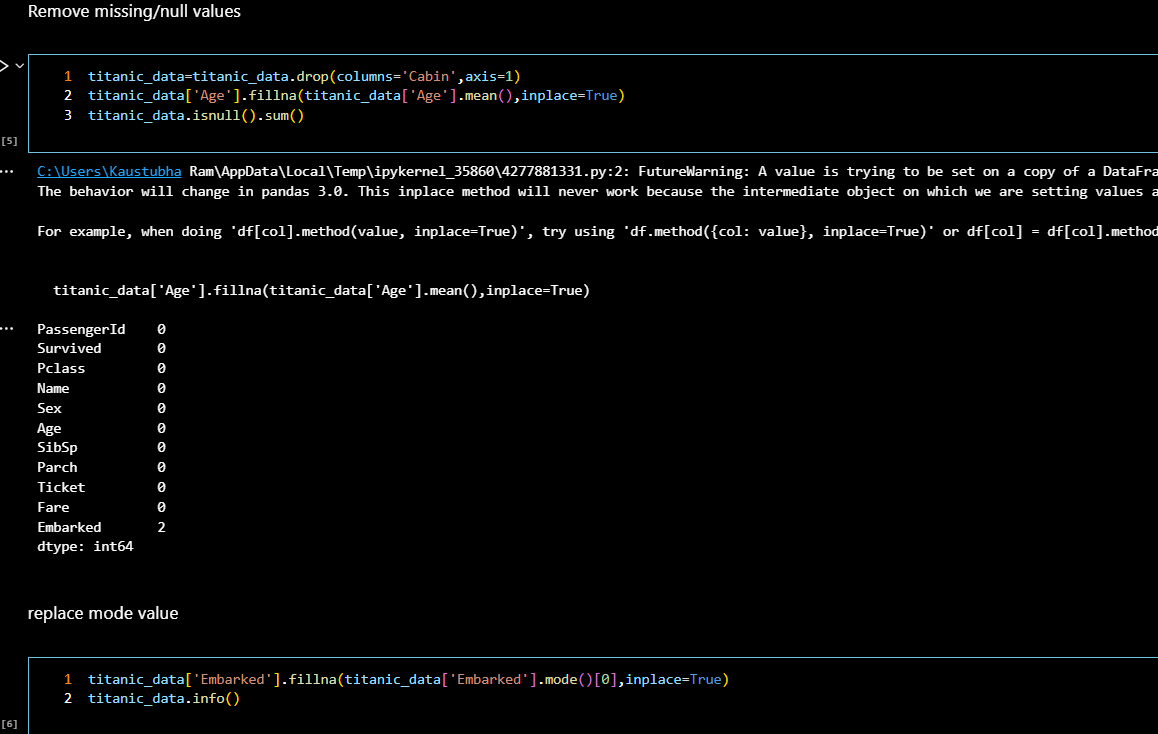 Remove missing/null values
1 titanic_data=titanic_data.drop(columns='Cabin',axis=1)
2 titanic_data['Age'].fillna(titanic_data['Age'].mean(),inplace=True)
3 titanic_data.isnull().sum()
[5]
... C:\Users\Kaustubha Ram\AppData\Local\Temp\ipykernel_35860\4277881331.py:2: FutureWarning: A value is trying to be set on a copy of a DataFra
The behavior will change in pandas 3.0. This inplace method will never work because the intermediate object on which we are setting values a
For example, when doing 'df[col].method(value, inplace=True)', try using 'df.method({col: value}, inplace=True)' or df[col] = df[col].method
titanic_data['Age'].fillna(titanic_data['Age'].mean(),inplace=True)
... PassengerId 0
Survived 0
Pclass 0
Name 0
Sex 0
Age 0
SibSp 0
Parch 0
Ticket 0
Fare 0
Embarked 2
dtype: int64
replace mode value
1 titanic_data['Embarked'].fillna(titanic_data['Embarked'].mode()[0],inplace=True)
2 titanic_data.info()
[6]